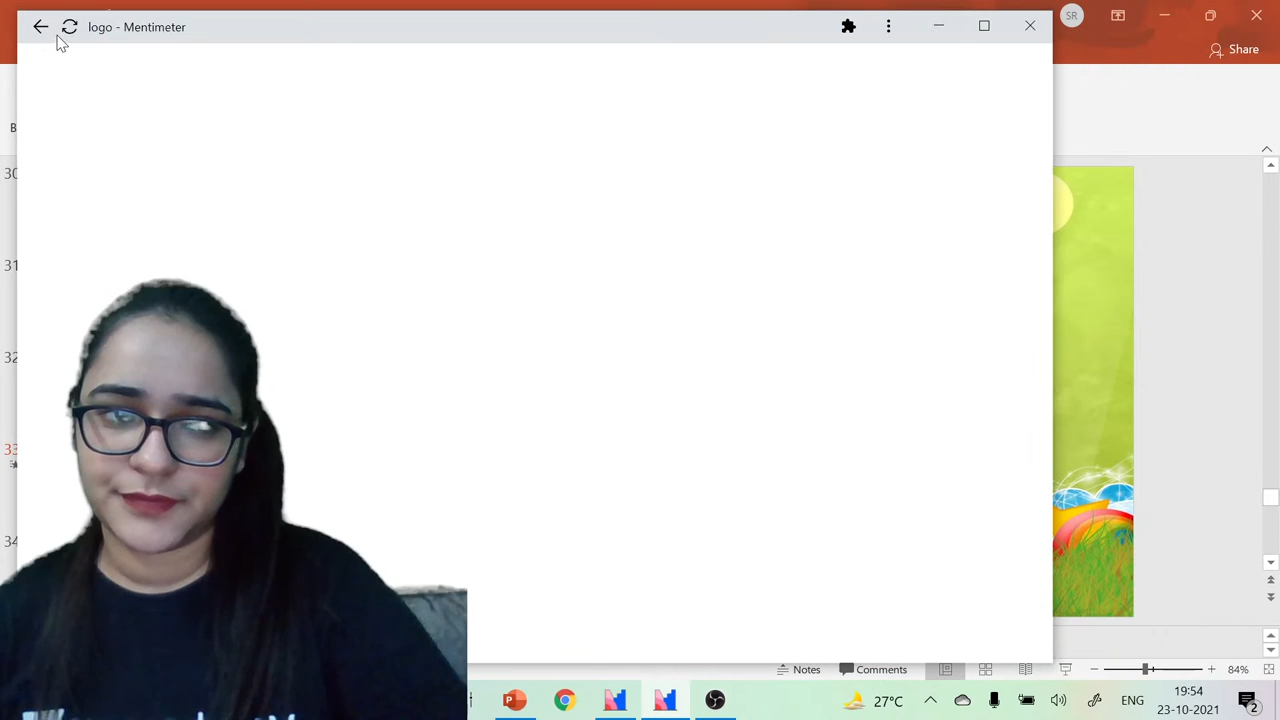 logo - Mentimeter
SR
Share
B
30
31
32
33
34
Notes
Comments
84%
27°C
ENG
19:54
23-10-2021
2